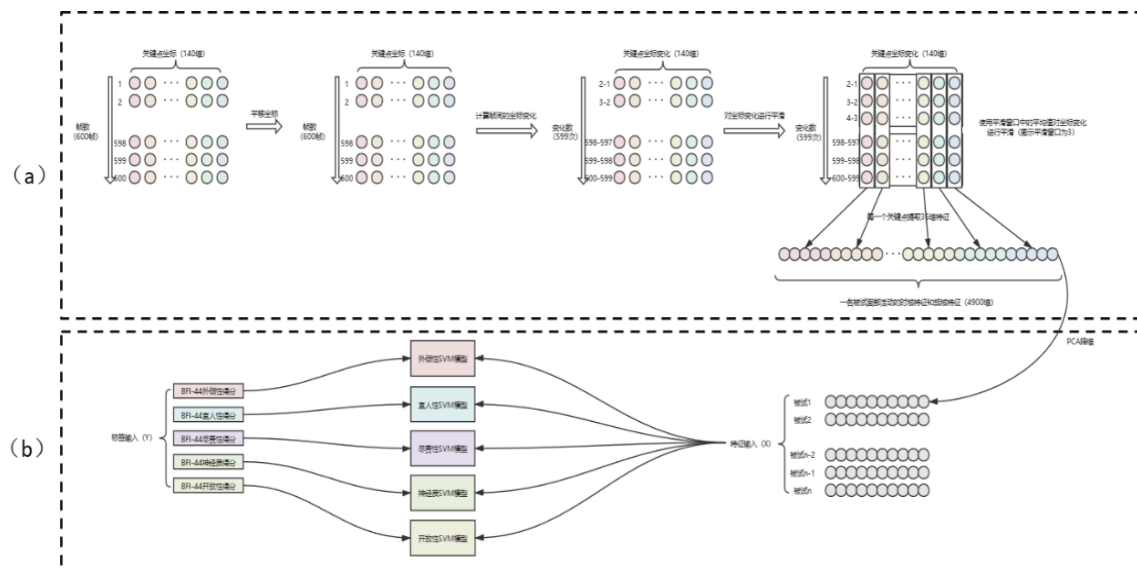 (a)
关键点坐标（140维）
帧数
(600帧)
1
2
598
599
600
平移坐标
关键点坐标（140维）
帧数
(600帧)
1
2
598
599
600
计算帧间的坐标变化
关键点坐标变化（140维）
变化数
(599次)
2-1
3-2
598-597
599-598
600-599
对坐标变化进行平滑
关键点坐标变化（140维）
变化数
(599次)
2-1
3-2
4-3
598-597
599-598
600-599
使用平滑窗口中的平均值对坐标变化
进行平滑（图示平滑窗口为3）
每一个关键点提取35维特征
一名被试面部活动的时域特征和频域特征（4900维）
PCA降维
(b)
标签输入（Y）
BFI-44外倾性得分
BFI-44宜人性得分
BFI-44尽责性得分
BFI-44神经质得分
BFI-44开放性得分
外倾性SVM模型
宜人性SVM模型
尽责性SVM模型
神经质SVM模型
开放性SVM模型
特征输入（X）
被试1
被试2
被试n-2
被试n-1
被试n